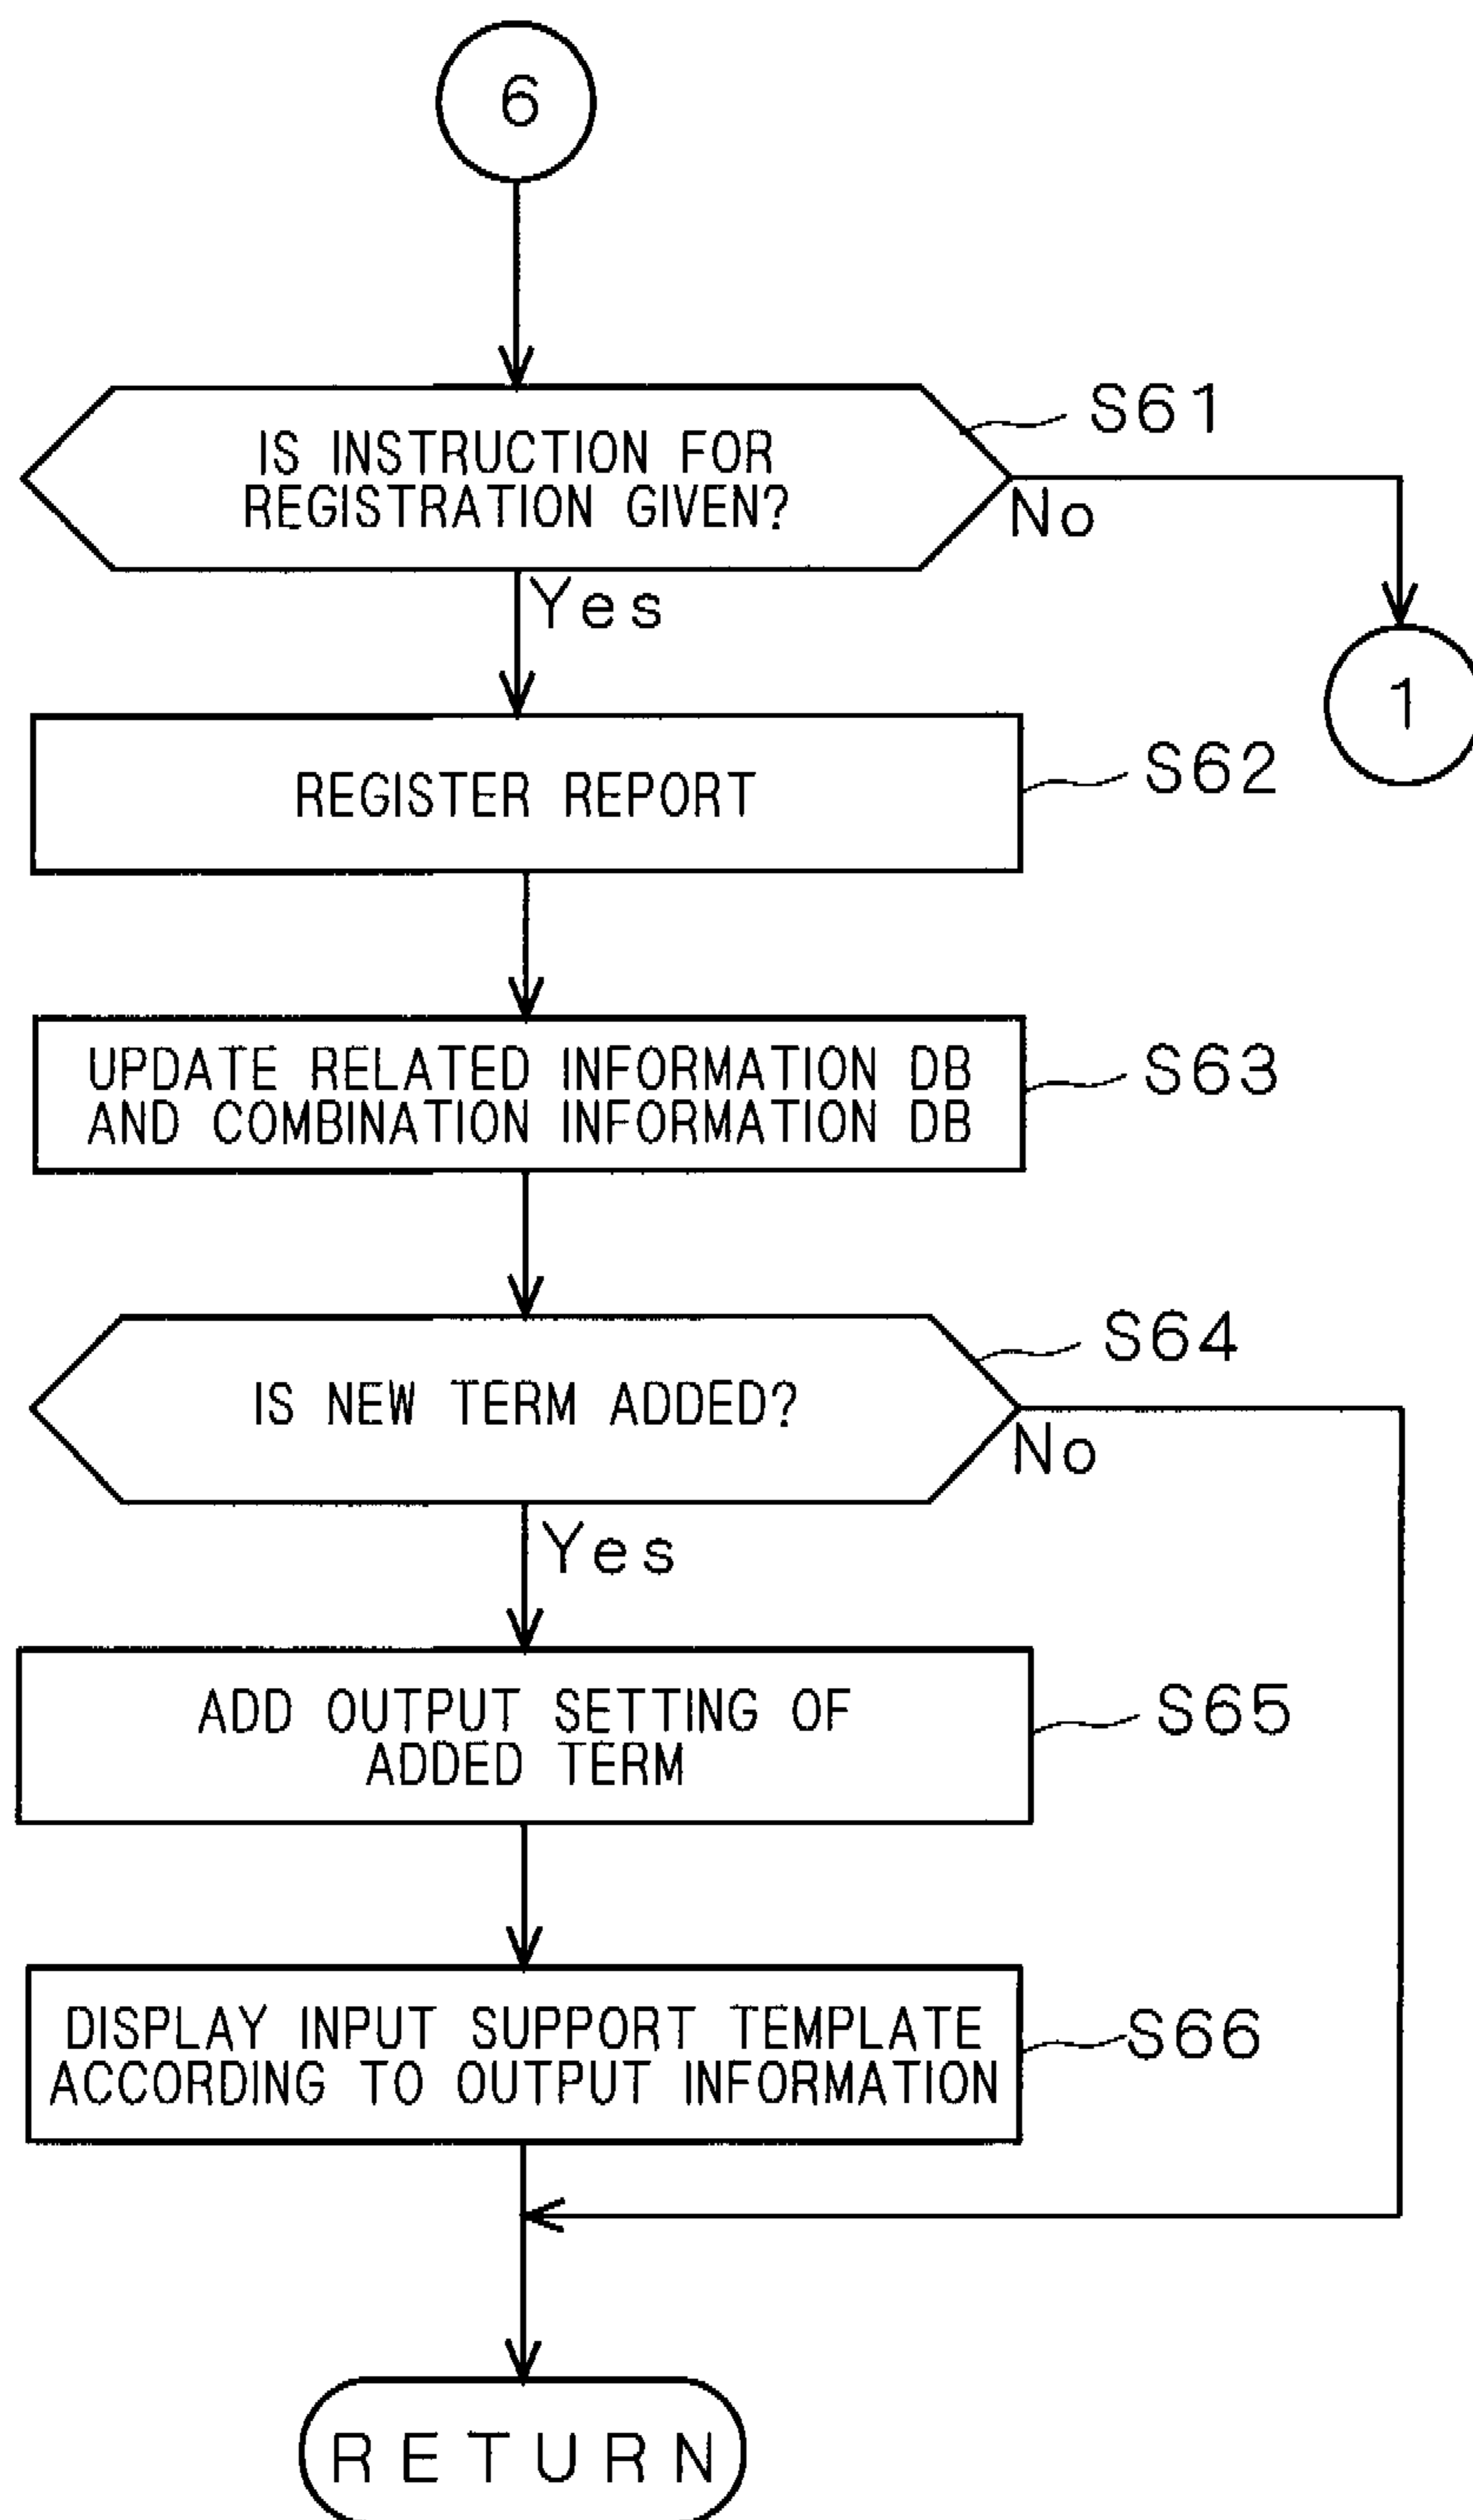 6
IS INSTRUCTION FOR
REGISTRATION GIVEN?
S61
No
Yes
1
REGISTER REPORT
S62
UPDATE RELATED INFORMATION DB
AND COMBINATION INFORMATION DB
S63
IS NEW TERM ADDED?
S64
No
Yes
ADD OUTPUT SETTING OF
ADDED TERM
S65
DISPLAY INPUT SUPPORT TEMPLATE
ACCORDING TO OUTPUT INFORMATION
S66
RETURN